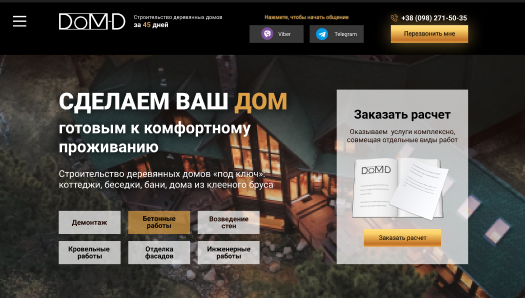 DOM-D
Строительство деревянных домов
за 45 дней
Нажмите, чтобы начать общение
Viber
Telegram
+38 (098) 271-50-35
Перезвонить мне
СДЕЛАЕМ ВАШ ДОМ
готовым к комфортному
проживанию
Строительство деревянных домов «под ключ»:
коттеджи, беседки, бани, дома из клееного бруса
Демонтаж
Бетонные
работы
Возведение
стен
Кровельные
работы
Отделка
фасадов
Инженерные
работы
Заказать расчет
Оказываем услуги комплексно,
совмещая отдельные виды работ
DOMD
Заказать расчет